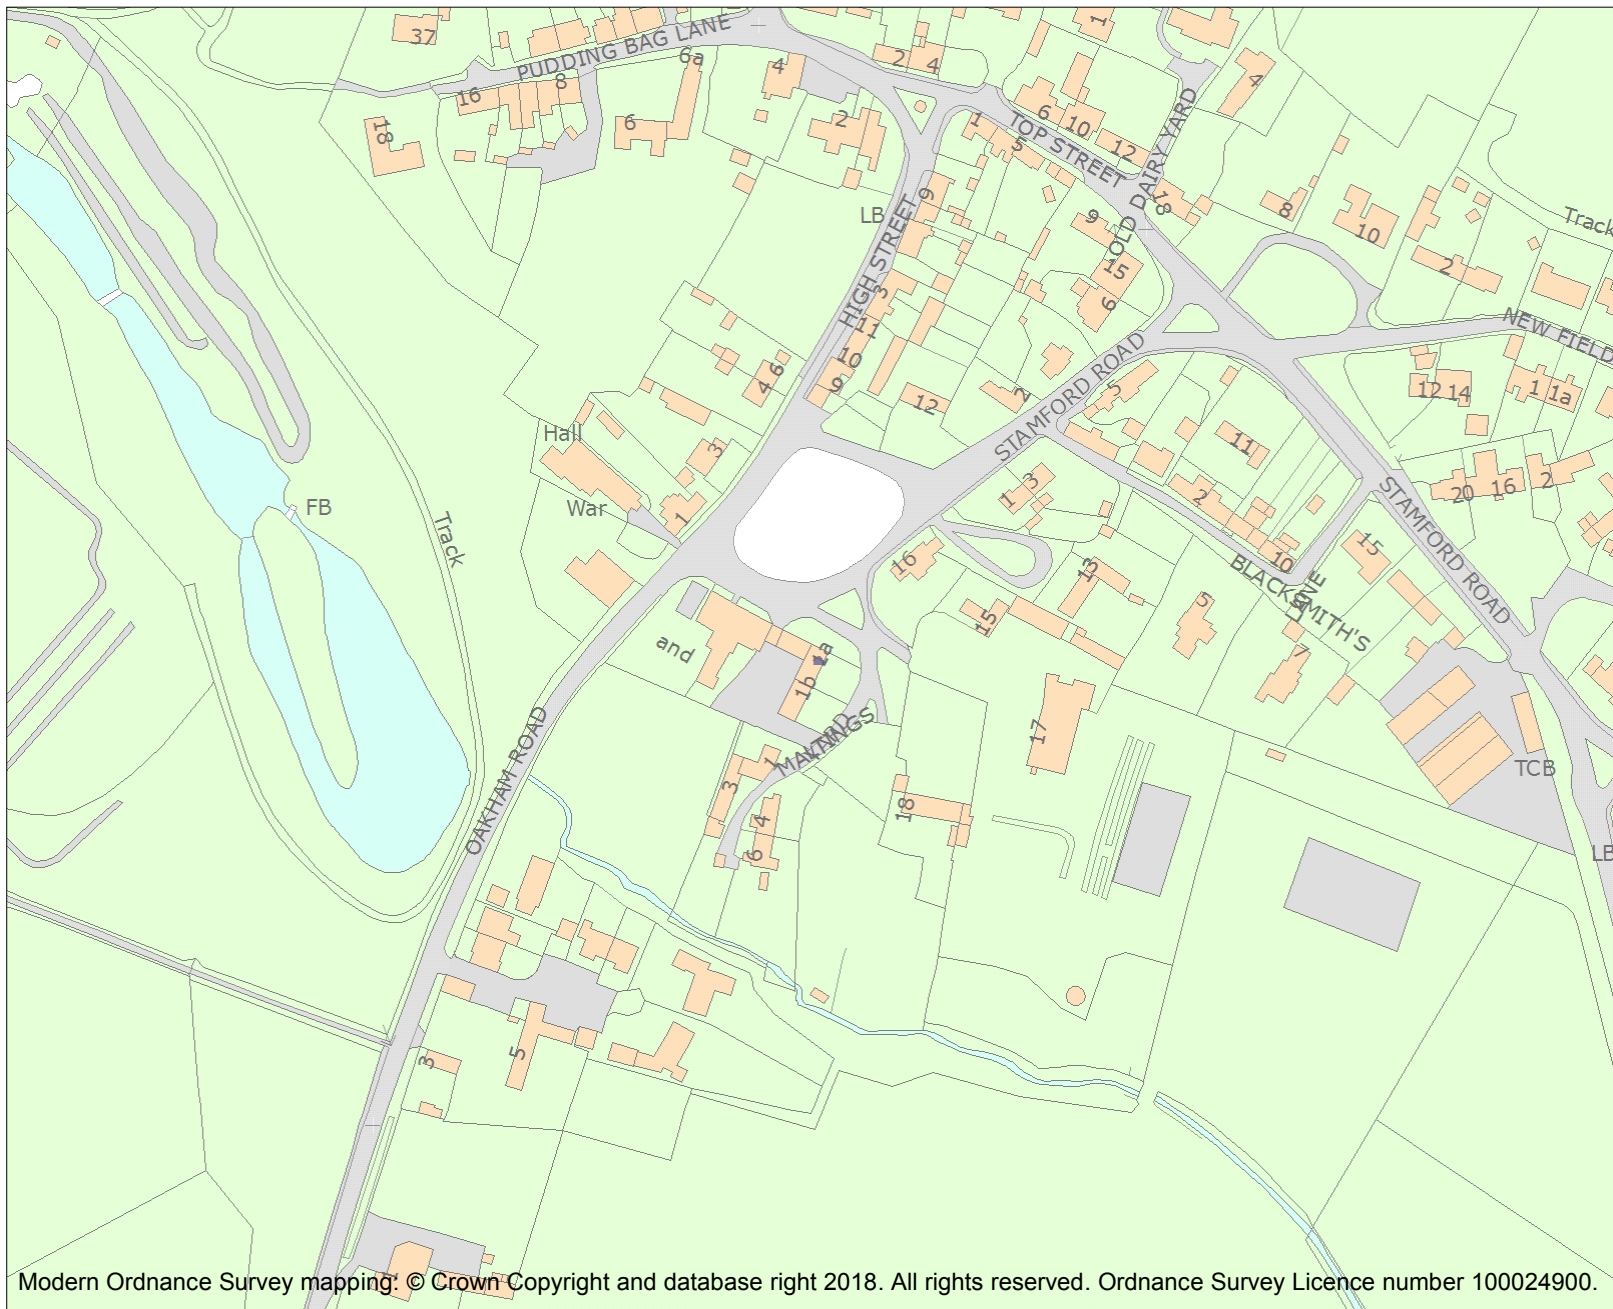 37
PUDDING BAG LANE
6a
4
2
4
1
4
16
8
18
6
2
6
10
12
1
5
TOP STREET
OLD DAIRY YARD
LB
9
HIGH STREET
18
9
8
10
2
Track
15
6
3
11
10
9
NEW FIELD
4
6
12
2
STAMFORD ROAD
5
12
14
1
1a
Hall
3
11
War
1
FB
Track
1
3
2
20
16
2
STAMFORD ROAD
16
13
10
15
BLACKSMITH'S
LANE
5
7
15
and
1a
1b
MALTINGS
YARD
17
TCB
OAKHAM ROAD
3
1
4
6
18
LB
3
5
Modern Ordnance Survey mapping: © Crown Copyright and database right 2018. All rights reserved. Ordnance Survey Licence number 100024900.